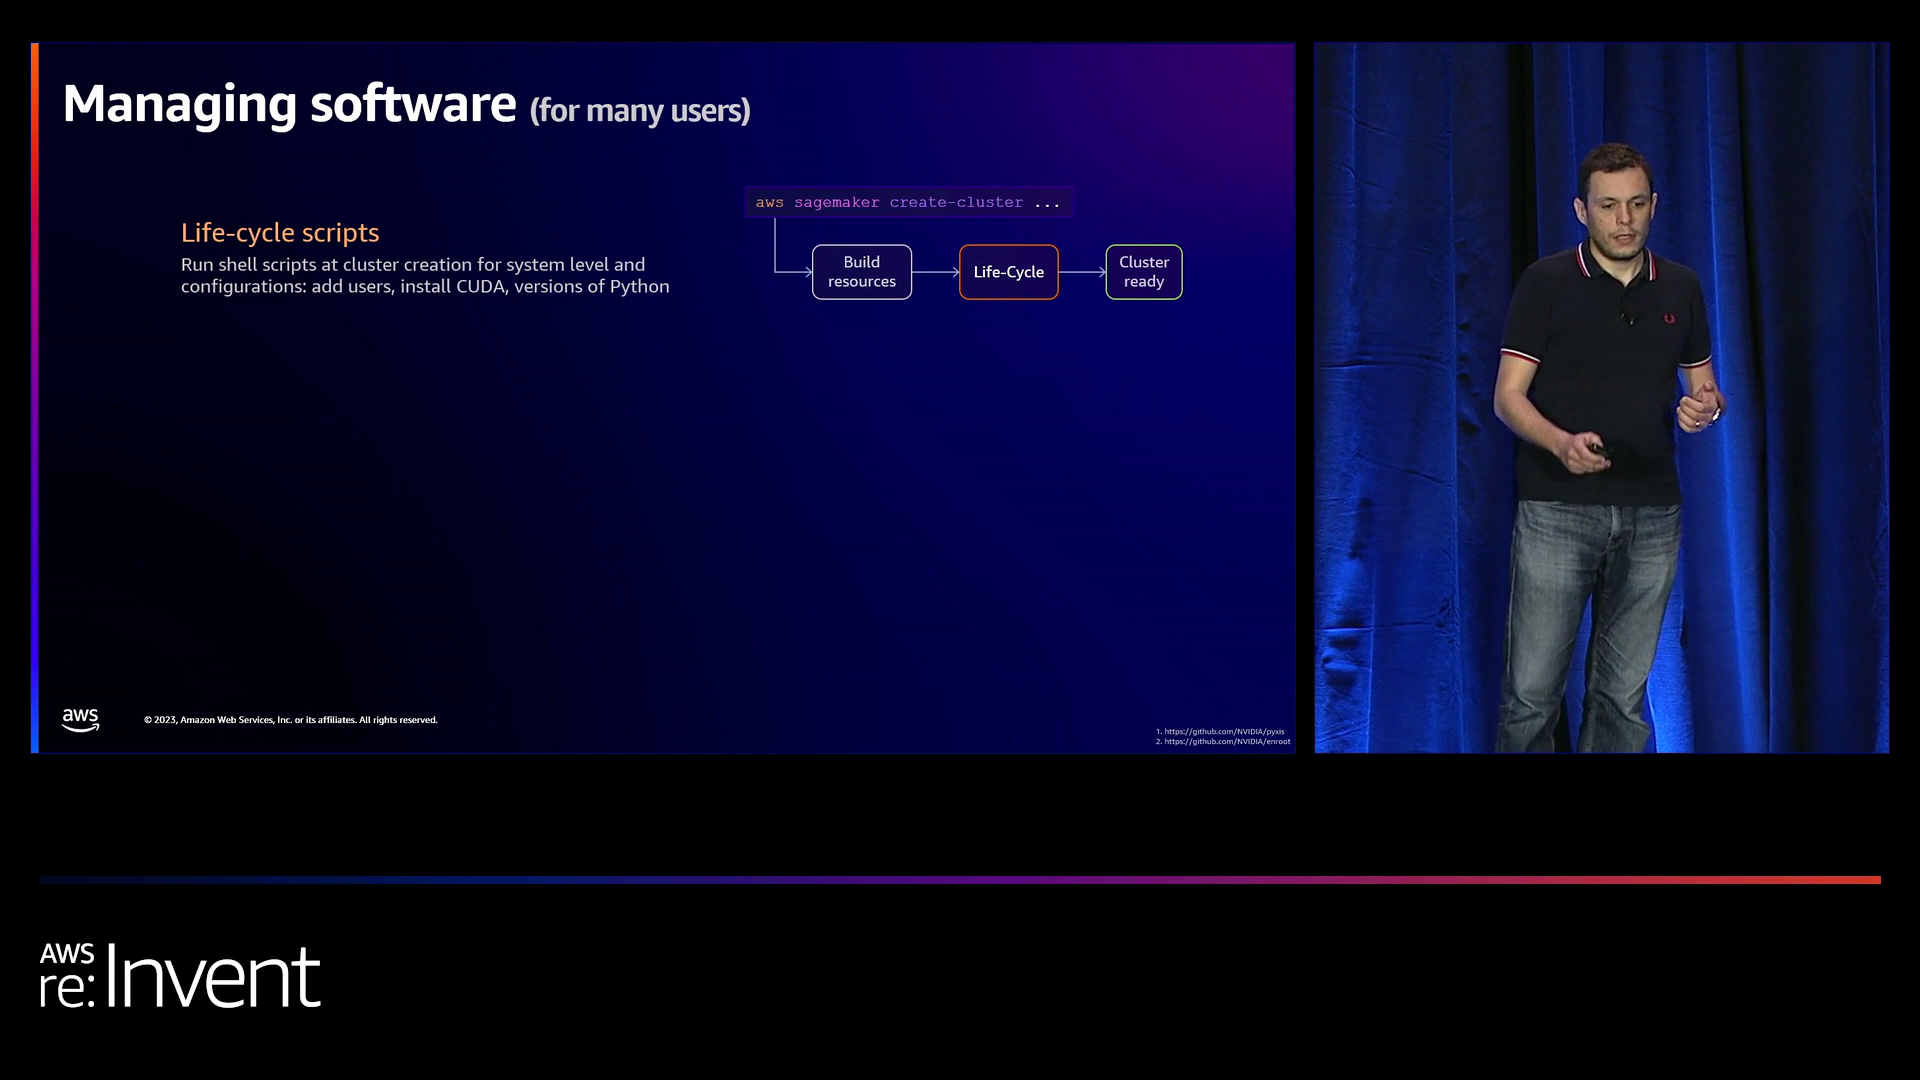 Managing software (for many users)
Life-cycle scripts
Run shell scripts at cluster creation for system level and
configurations: add users, install CUDA, versions of Python
aws sagemaker create-cluster ...
Build
resources
Life-Cycle
Cluster
ready
aws
© 2023, Amazon Web Services, Inc. or its affiliates. All rights reserved.
1. https://github.com/NVIDIA/pyxis
2. https://github.com/NVIDIA/enroot
AWS
re:Invent